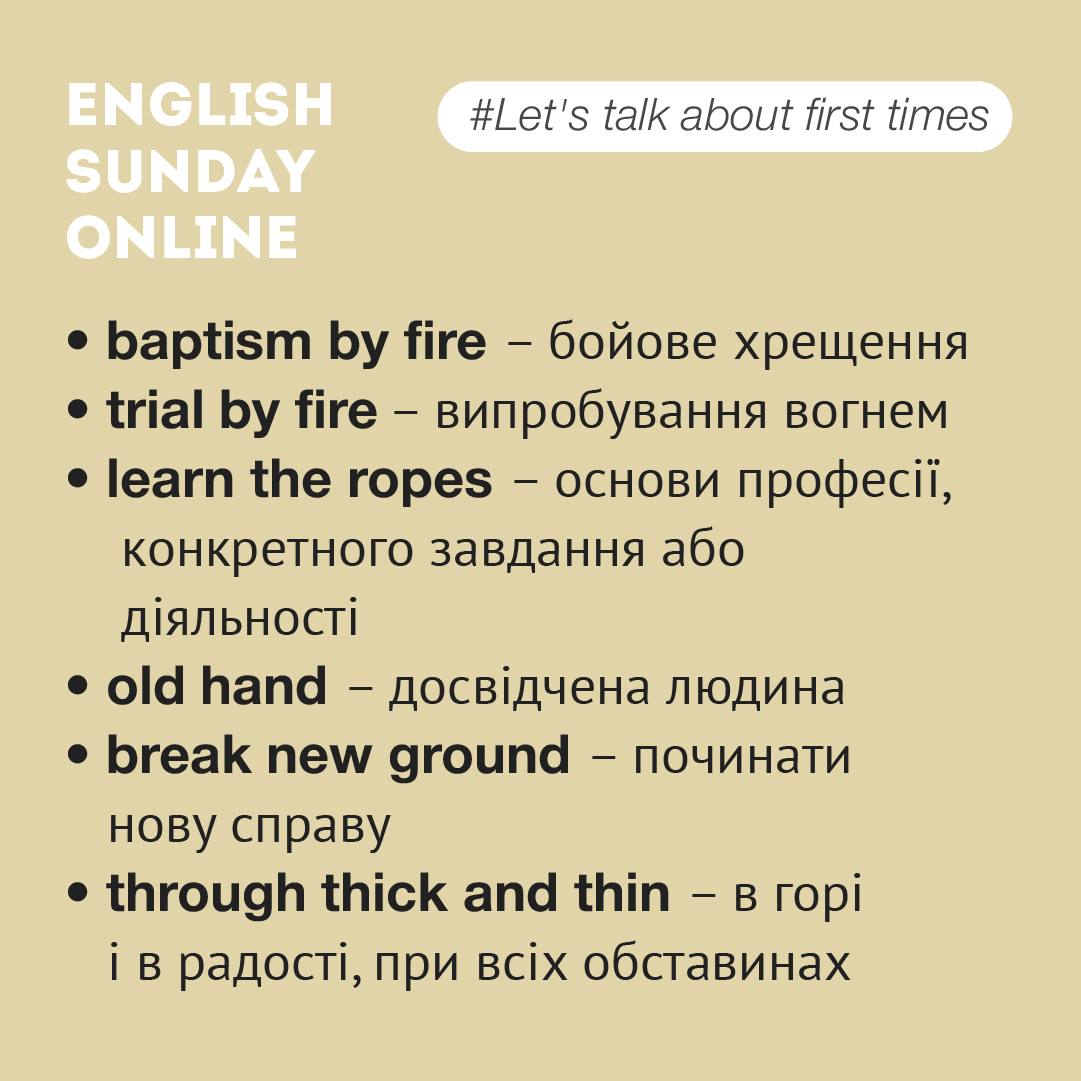 ENGLISH
SUNDAY
ONLINE
#Let's talk about first times
• baptism by fire – бойове хрещення
• trial by fire – випробування вогнем
• learn the ropes – основи професії,
конкретного завдання або
діяльності
• old hand – досвідчена людина
• break new ground – починати
нову справу
• through thick and thin – в горі
і в радості, при всіх обставинах